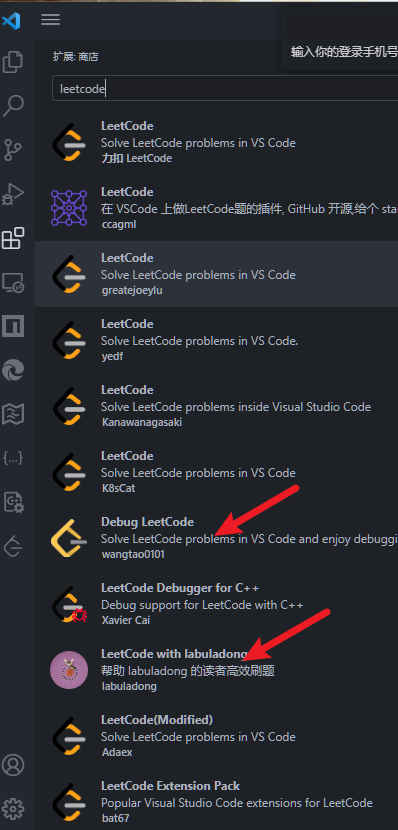 输入你的登录手机号
扩展: 商店
leetcode
LeetCode
Solve LeetCode problems in VS Code
力扣 LeetCode
LeetCode
在 VSCode 上做LeetCode题的插件, GitHub 开源,给个 sta
ccagml
LeetCode
Solve LeetCode problems in VS Code
greatejoeylu
LeetCode
Solve LeetCode problems in VS Code.
yedf
LeetCode
Solve LeetCode problems inside Visual Studio Code
Kanawanagasaki
LeetCode
Solve LeetCode problems in VS Code
K8sCat
Debug LeetCode
Solve LeetCode problems in VS Code and enjoy debuggi
wangtao0101
LeetCode Debugger for C++
Debug support for LeetCode with C++
Xavier Cai
LeetCode with labuladong
帮助 labuladong 的读者高效刷题
labuladong
LeetCode(Modified)
Solve LeetCode problems in VS Code
Adaex
LeetCode Extension Pack
Popular Visual Studio Code extensions for LeetCode
bat67